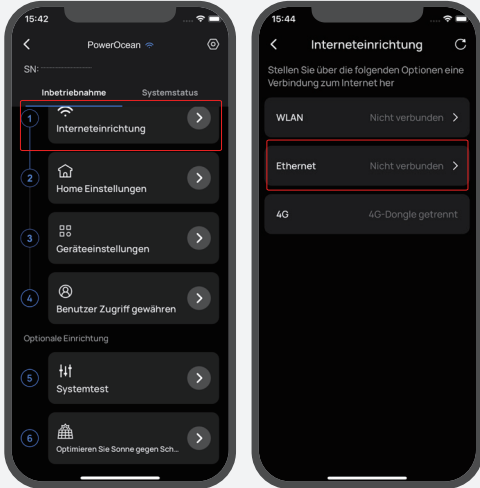 15:42
PowerOcean
SN:
Inbetriebnahme
Systemstatus
1
Interneteinrichtung
2
Home Einstellungen
3
Geräteeinstellungen
4
Benutzer Zugriff gewähren
Optionale Einrichtung
5
Systemtest
6
Optimieren Sie Sonne gegen Sch...
15:44
Interneteinrichtung
Stellen Sie über die folgenden Optionen eine
Verbindung zum Internet her
WLAN
Nicht verbunden
Ethernet
Nicht verbunden
4G
4G-Dongle getrennt